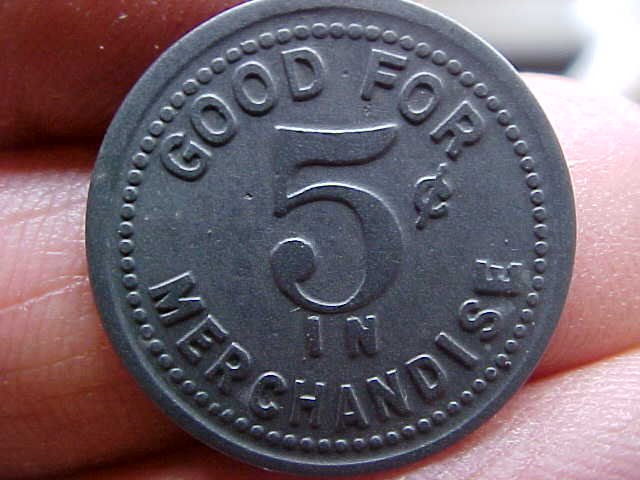 GOOD FOR
5¢
IN
MERCHANDISE